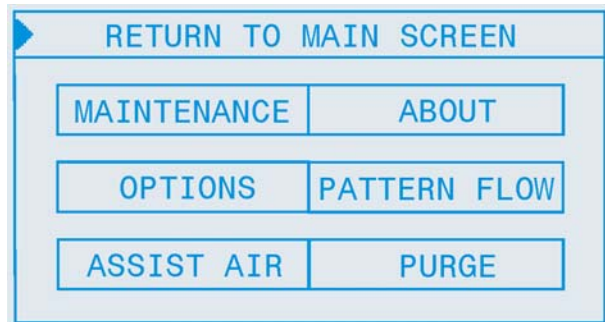 RETURN TO MAIN SCREEN
MAINTENANCE ABOUT
OPTIONS PATTERN FLOW
ASSIST AIR PURGE